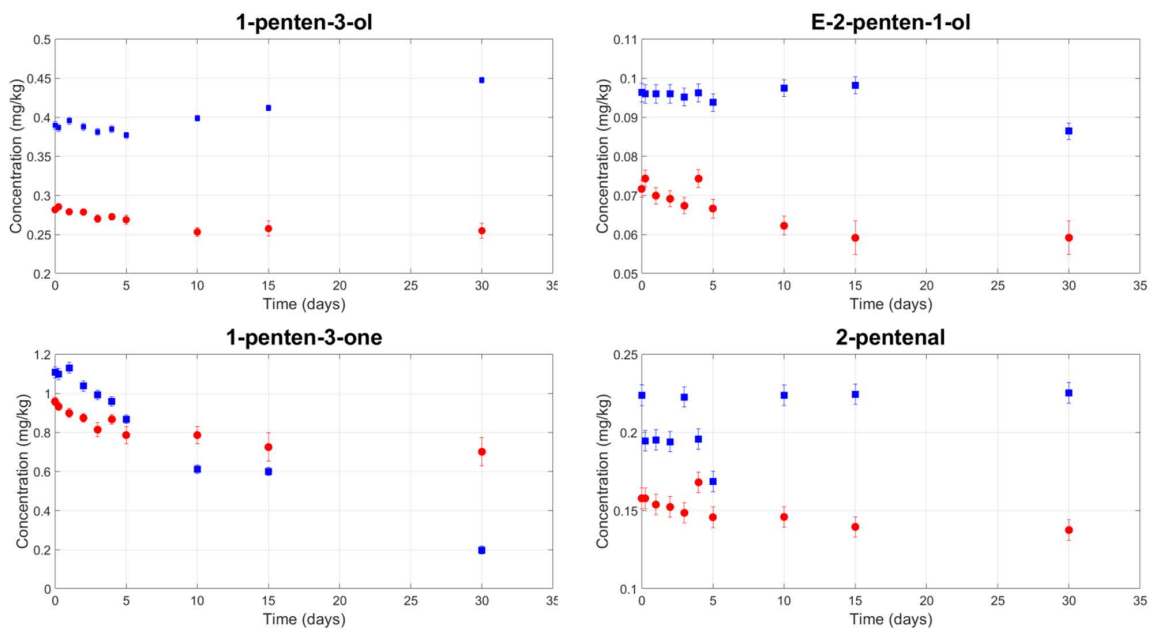 1-penten-3-ol
Concentration (mg/kg)
0.5
0.45
0.4
0.35
0.3
0.25
0.2
0 5 10 15 20 25 30 35
Time (days)
E-2-penten-1-ol
Concentration (mg/kg)
0.11
0.1
0.09
0.08
0.07
0.06
0.05
0 5 10 15 20 25 30 35
Time (days)
1-penten-3-one
Concentration (mg/kg)
1.2
1
0.8
0.6
0.4
0.2
0
0 5 10 15 20 25 30 35
Time (days)
2-pentenal
Concentration (mg/kg)
0.25
0.2
0.15
0.1
0 5 10 15 20 25 30 35
Time (days)